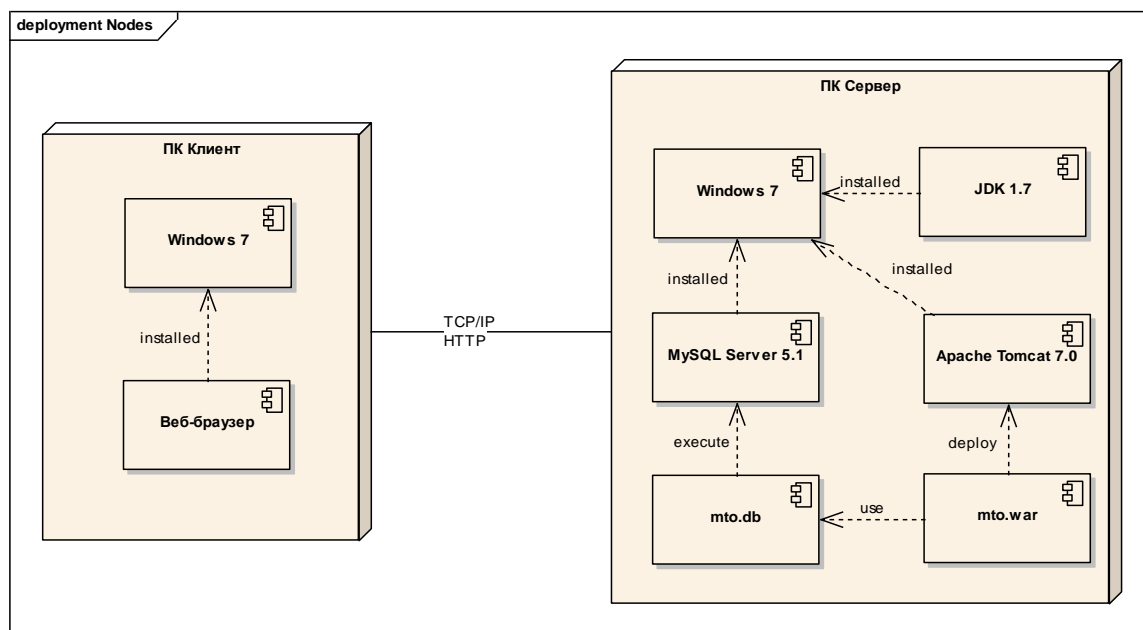 deployment Nodes
ПК Клиент
Windows 7
installed
Веб-браузер
TCP/IP
HTTP
ПК Сервер
Windows 7
installed
JDK 1.7
installed
installed
MySQL Server 5.1
Apache Tomcat 7.0
execute
deploy
mto.db
use
mto.war